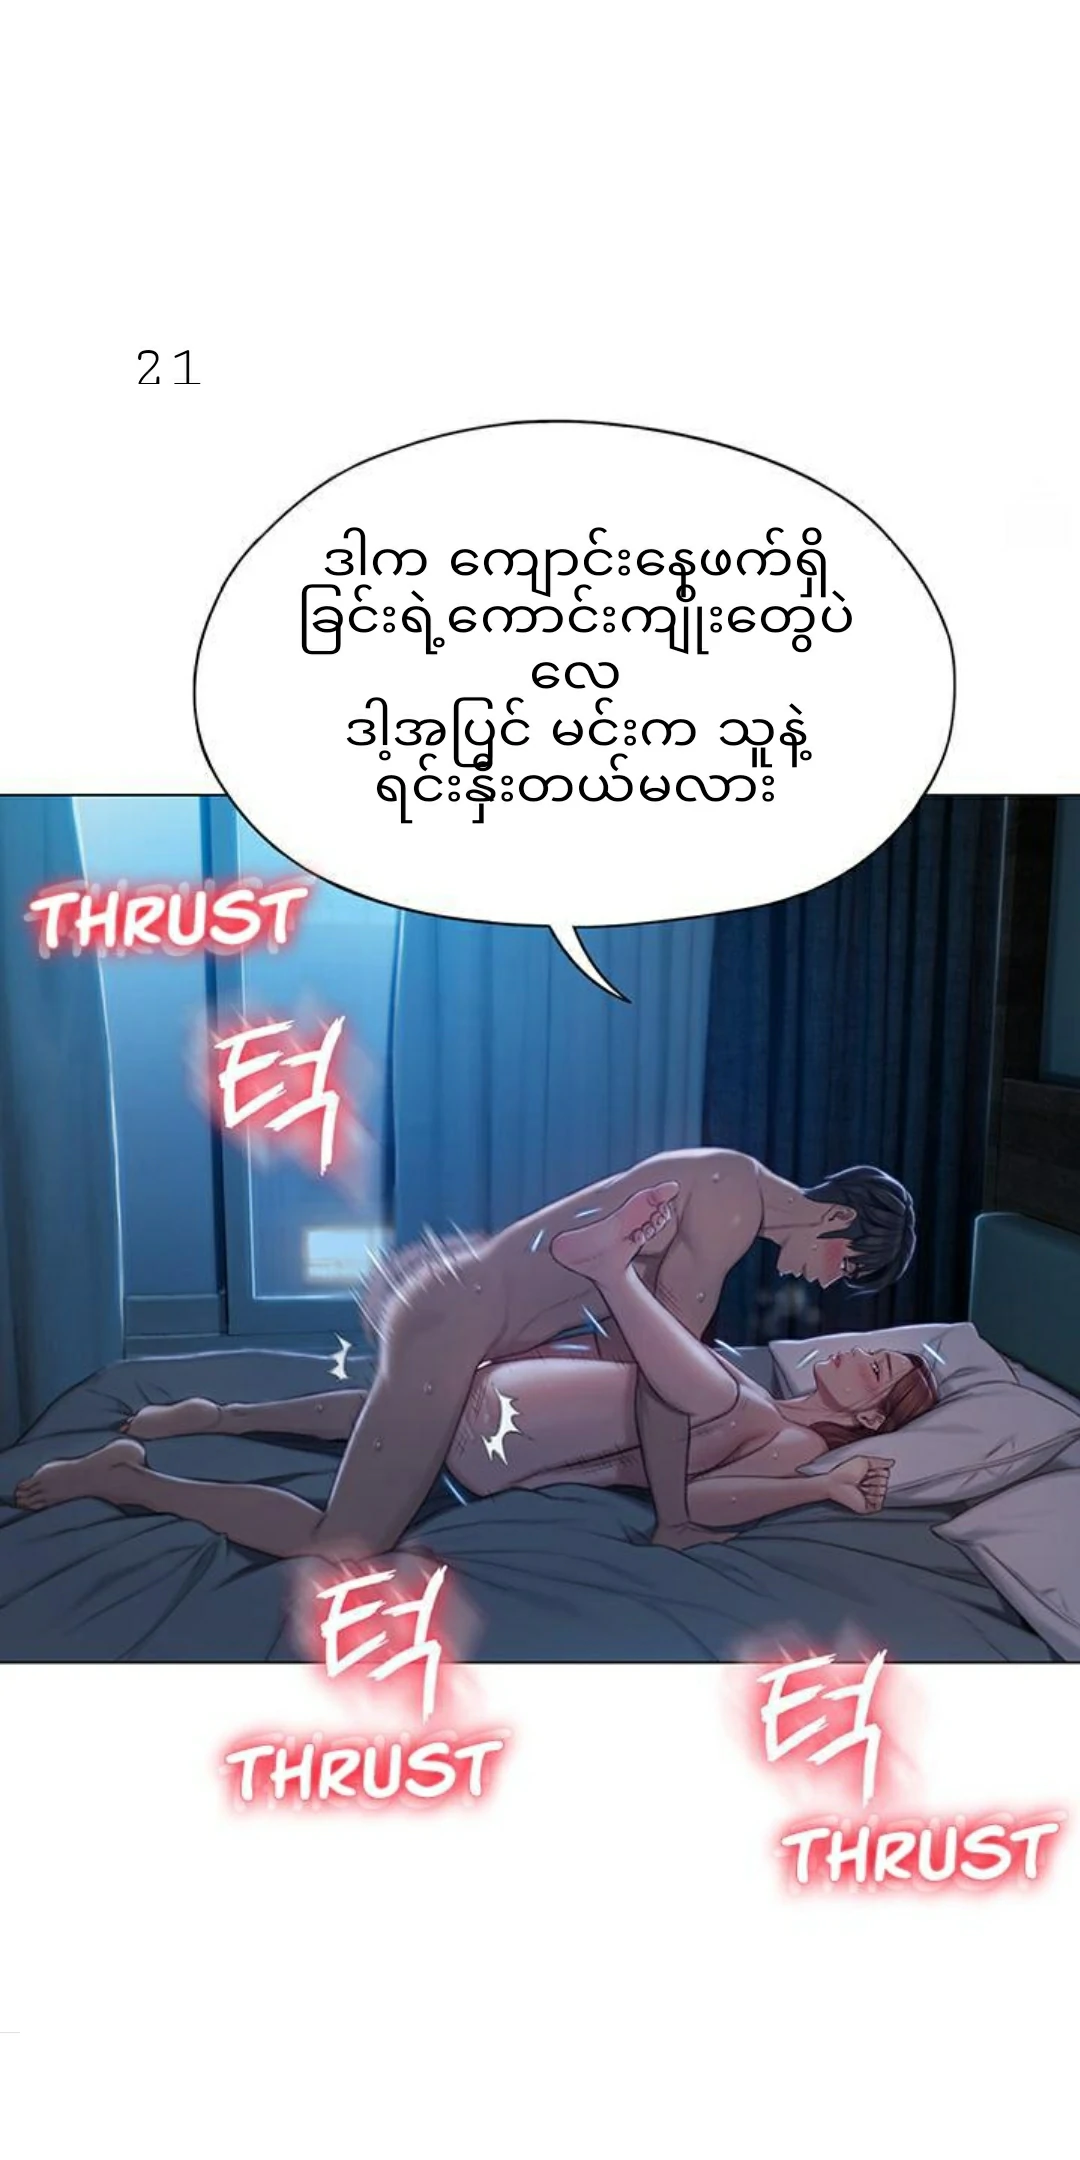 21
ဒါက ကျောင်းနေဖက်ရှိ
ခြင်းရဲ့ကောင်းကျိုးတွေပဲ
လေ
ဒါ့အပြင် မင်းက သူနဲ့
ရင်းနှီးတယ်မလား
THRUST
턱
턱
THRUST
턱
THRUST